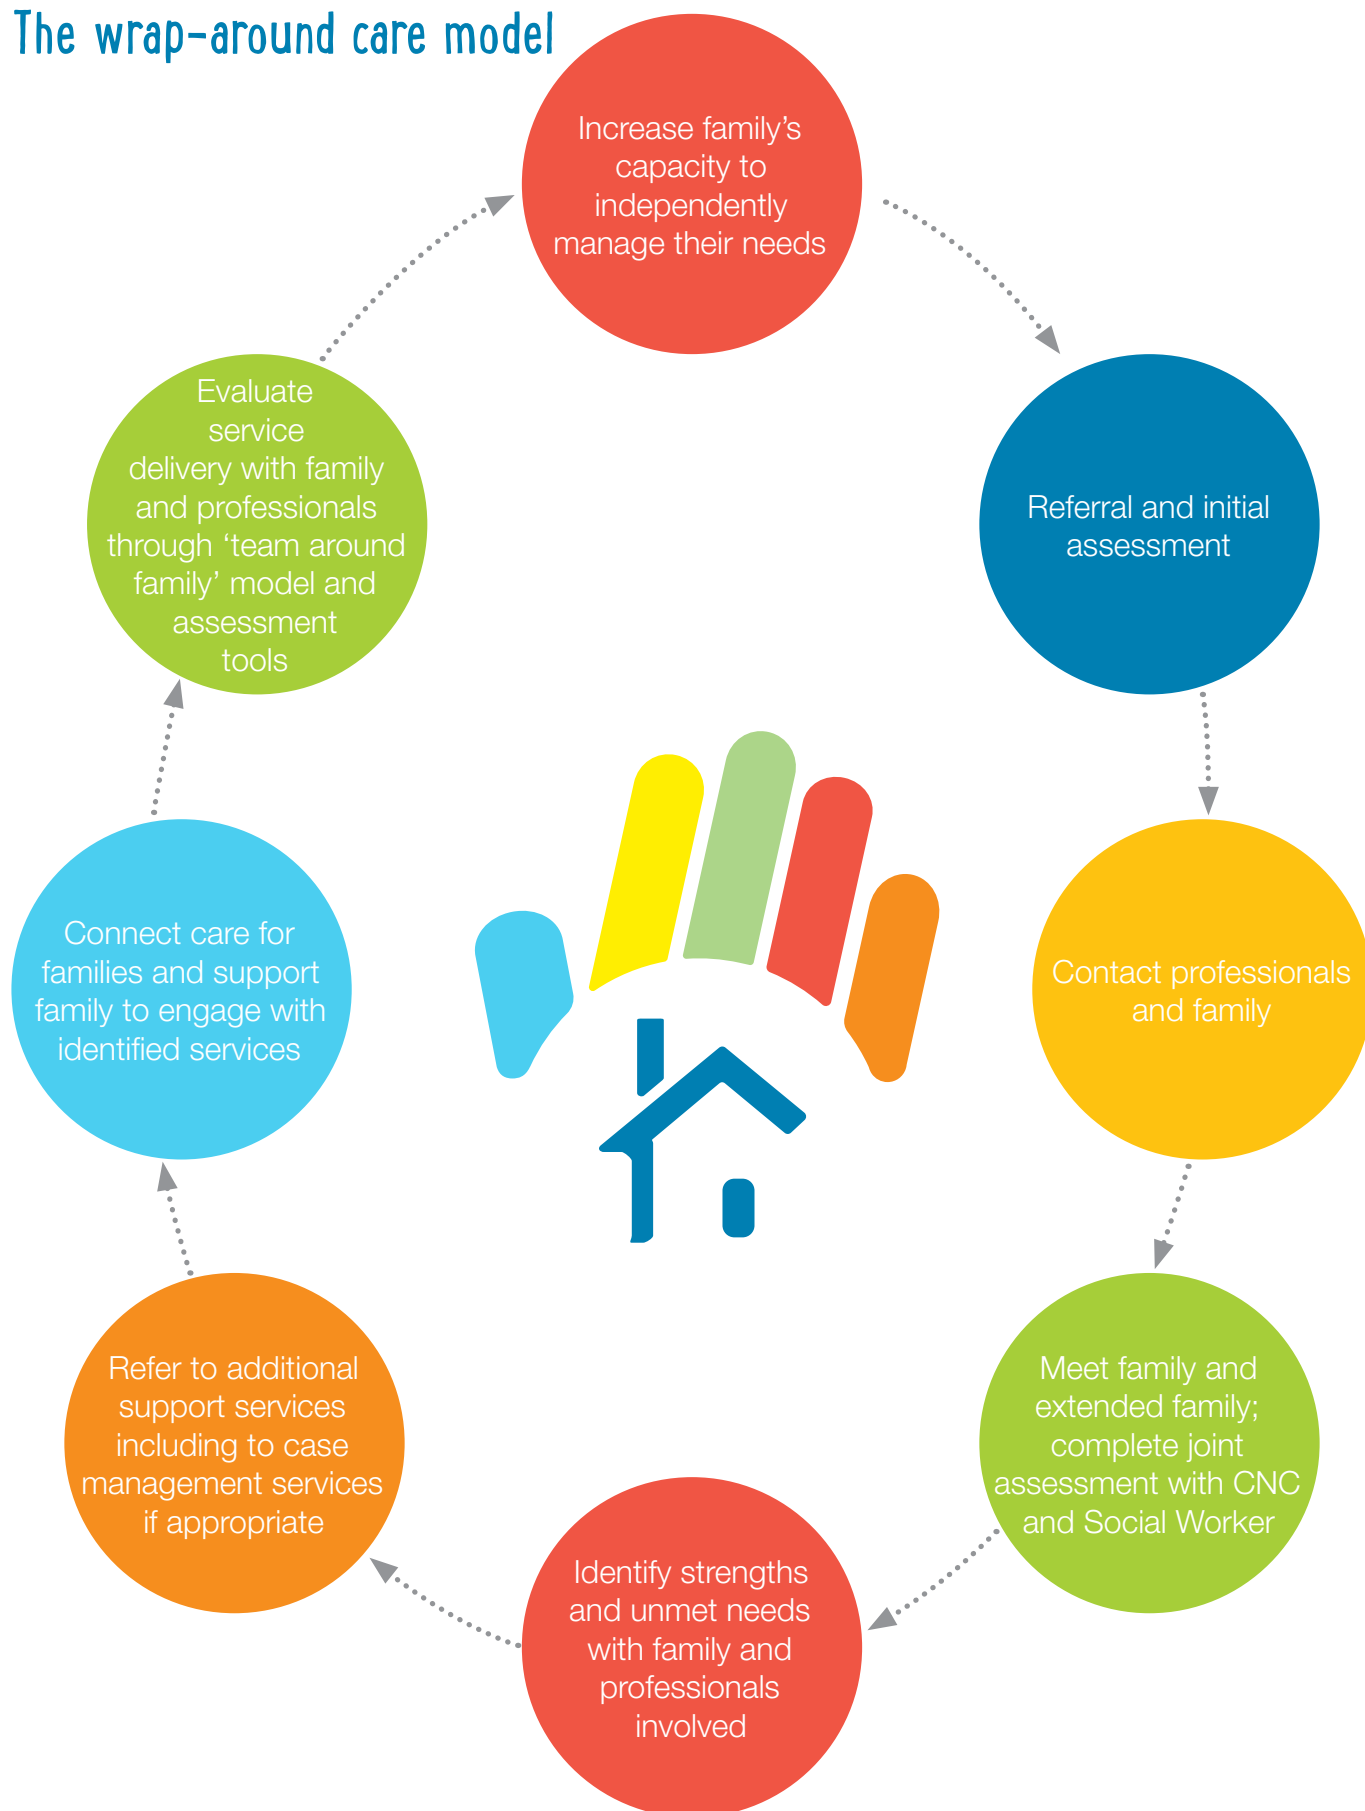 The wrap-around care model
Increase family’s
capacity to
independently
manage their needs
Referral and initial
assessment
Contact professionals
and family
Meet family and
extended family;
complete joint
assessment with CNC
and Social Worker
Identify strengths
and unmet needs
with family and
professionals
involved
Refer to additional
support services
including to case
management services
if appropriate
Connect care for
families and support
family to engage with
identified services
Evaluate
service
delivery with family
and professionals
through ‘team around
family’ model and
assessment
tools